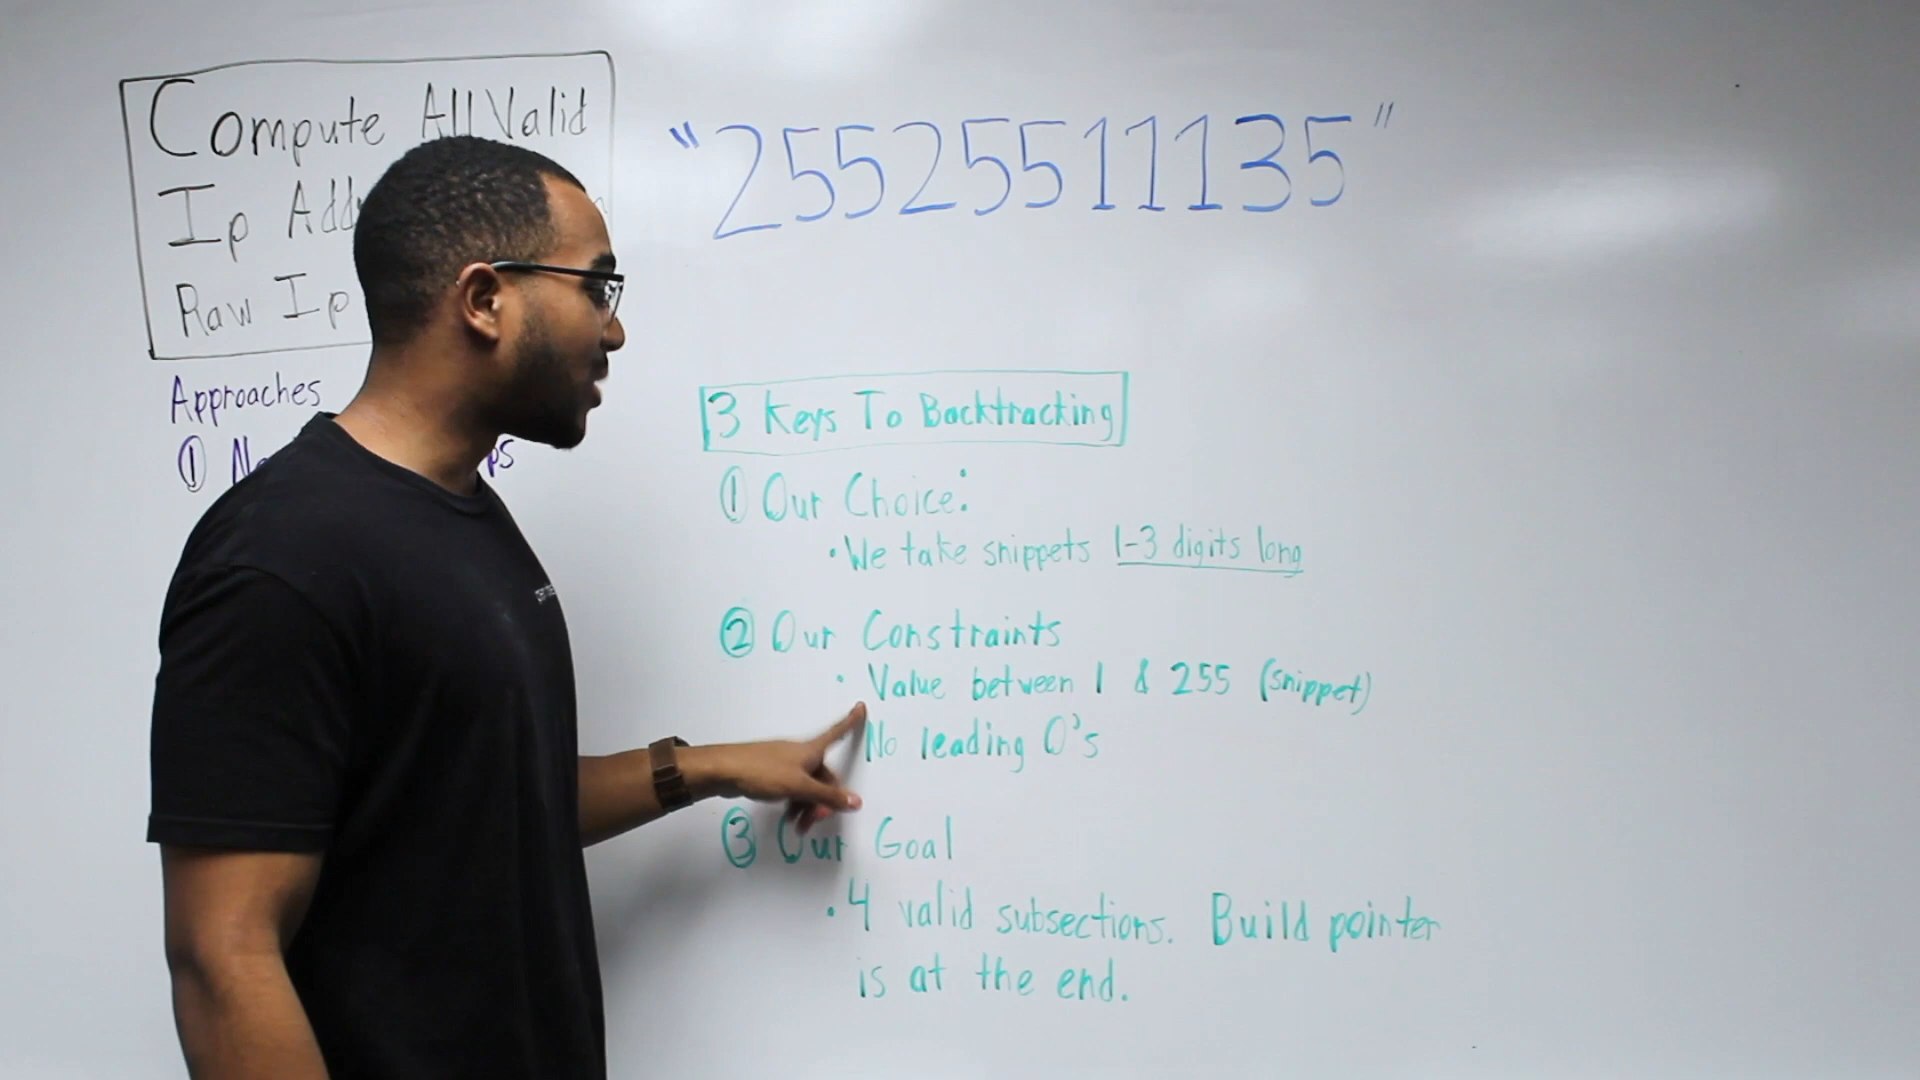 Compute All Valid
Ip
Raw Ip
Approaches
①
"25525511135"
3 Keys To Backtracking
① Our Choice:
• We take snippets 1-3 digits long
② Our Constraints
• Value between 1 & 255 (snippet)
No leading 0's
③ Our Goal
• 4 valid subsections. Build pointer
is at the end.